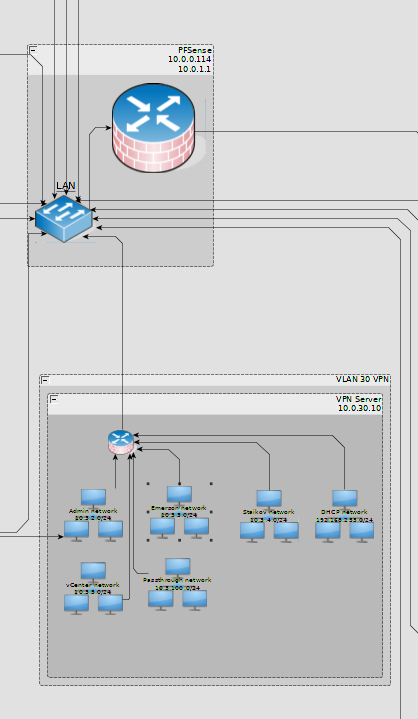 PFSense
10.0.0.114
10.0.1.1
LAN
VLAN 30 VPN
VPN Server
10.0.30.10
Admin network
10.3.2.0/24
Emerson network
10.3.3.0/24
10.3.4.0/24
DHCP network
192.168.253.0/24
vCenter network
10.3.5.0/24
Passthrough network
10.3.100.0/24